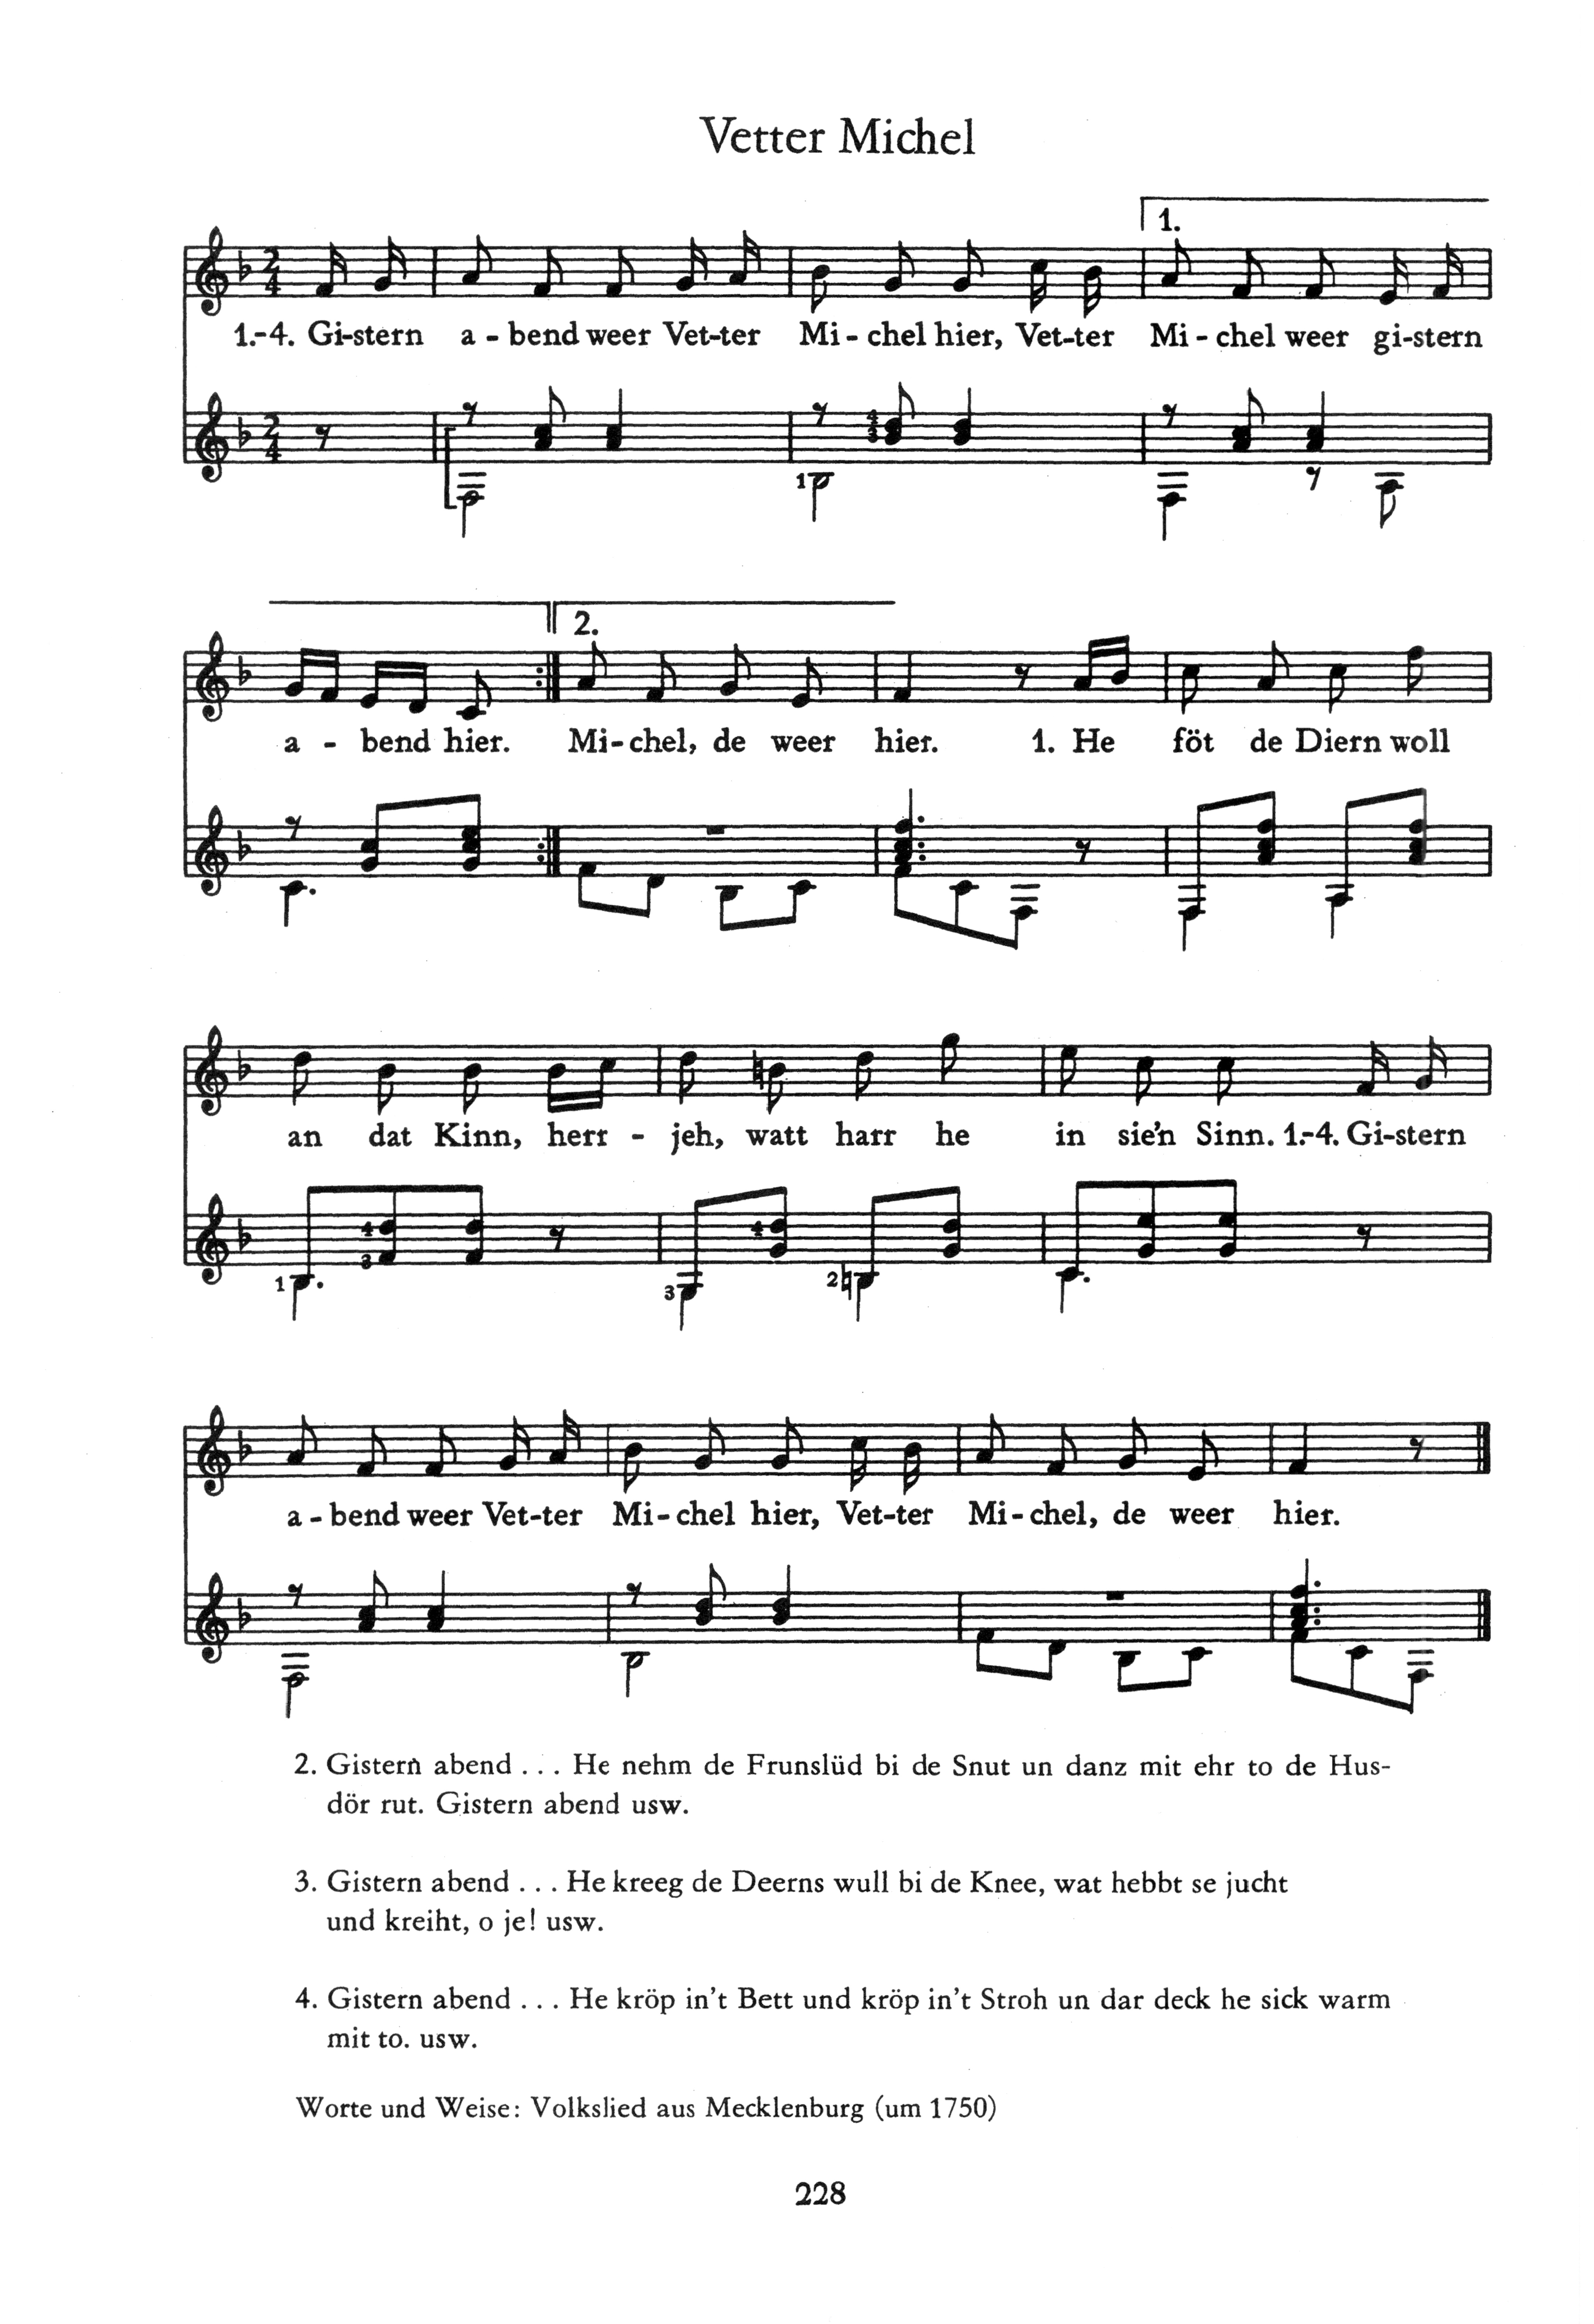 Vetter Michel
1.
1.-4. Gi-stern a - bend weer Vet-ter Mi - chel hier, Vet-ter Mi - chel weer gi-stern
2.
a - bend hier. Mi-chel, de weer hier. 1. He föt de Diern woll
an dat Kinn, herr - jeh, watt harr he in sie'n Sinn. 1.-4. Gi-stern
a - bend weer Vet-ter Mi-chel hier, Vet-ter Mi-chel, de weer hier.
2. Gistern abend . . . He nehm de Frunslüd bi de Snut un danz mit ehr to de Hus-
dör rut. Gistern abend usw.
3. Gistern abend . . . He kreeg de Deerns wull bi de Knee, wat hebbt se jucht
und kreiht, o je! usw.
4. Gistern abend . . . He kröp in't Bett und kröp in't Stroh un dar deck he sick warm
mit to. usw.
Worte und Weise: Volkslied aus Mecklenburg (um 1750)
228